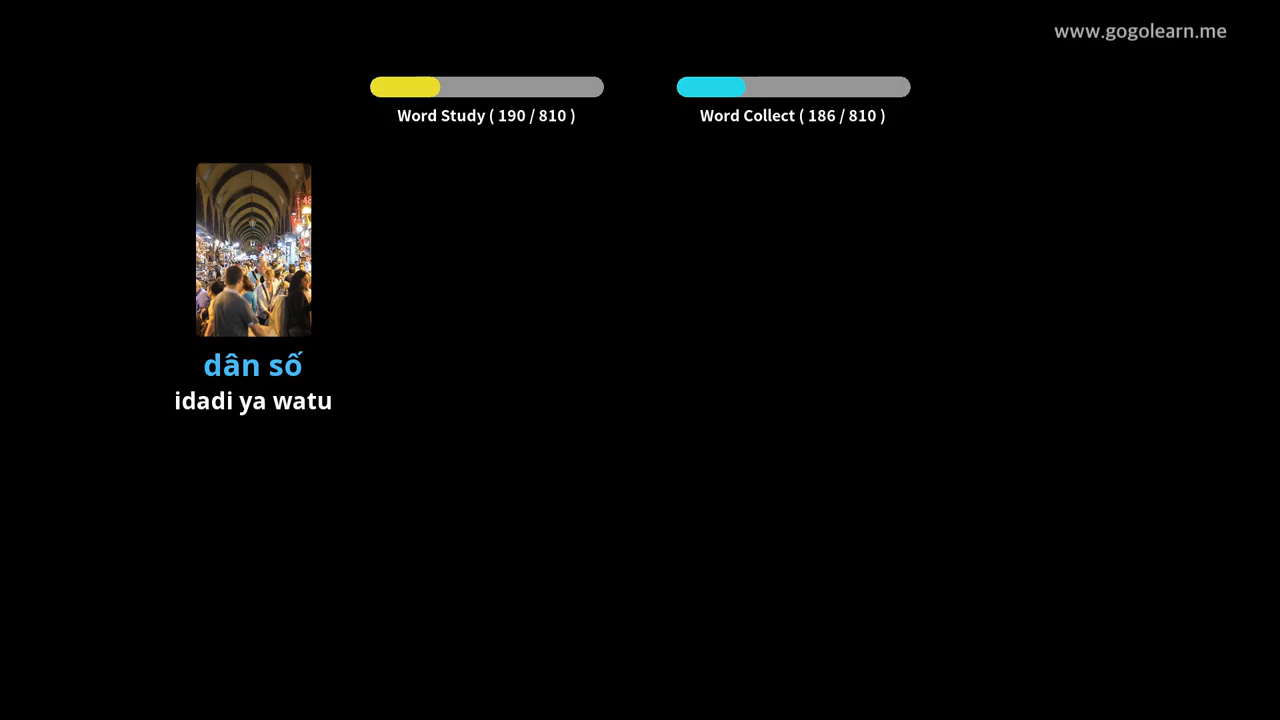 www.gogolearn.me
Word Study ( 190 / 810 )
Word Collect ( 186 / 810 )
dân số
idadi ya watu